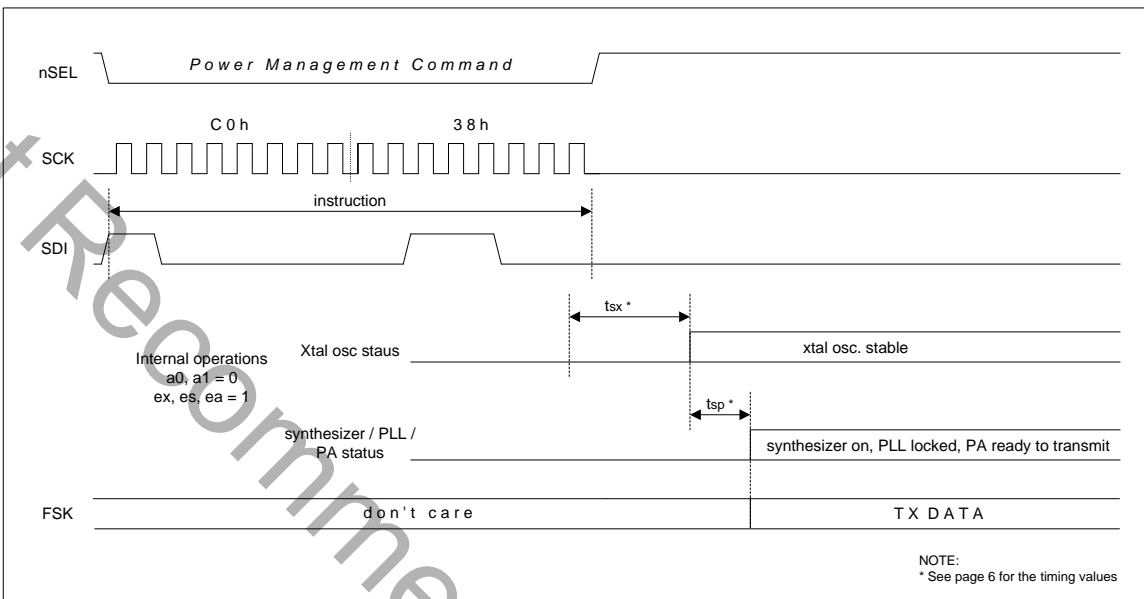 nSEL
Power Management Command
C0h
38h
SCK
instruction
SDI
tsx *
Xtal osc staus
xtal osc. stable
Internal operations
a0, a1 = 0
ex, es, ea = 1
tsp *
synthesizer / PLL /
PA status
synthesizer on, PLL locked, PA ready to transmit
FSK
don't care
TX DATA
NOTE:
* See page 6 for the timing values